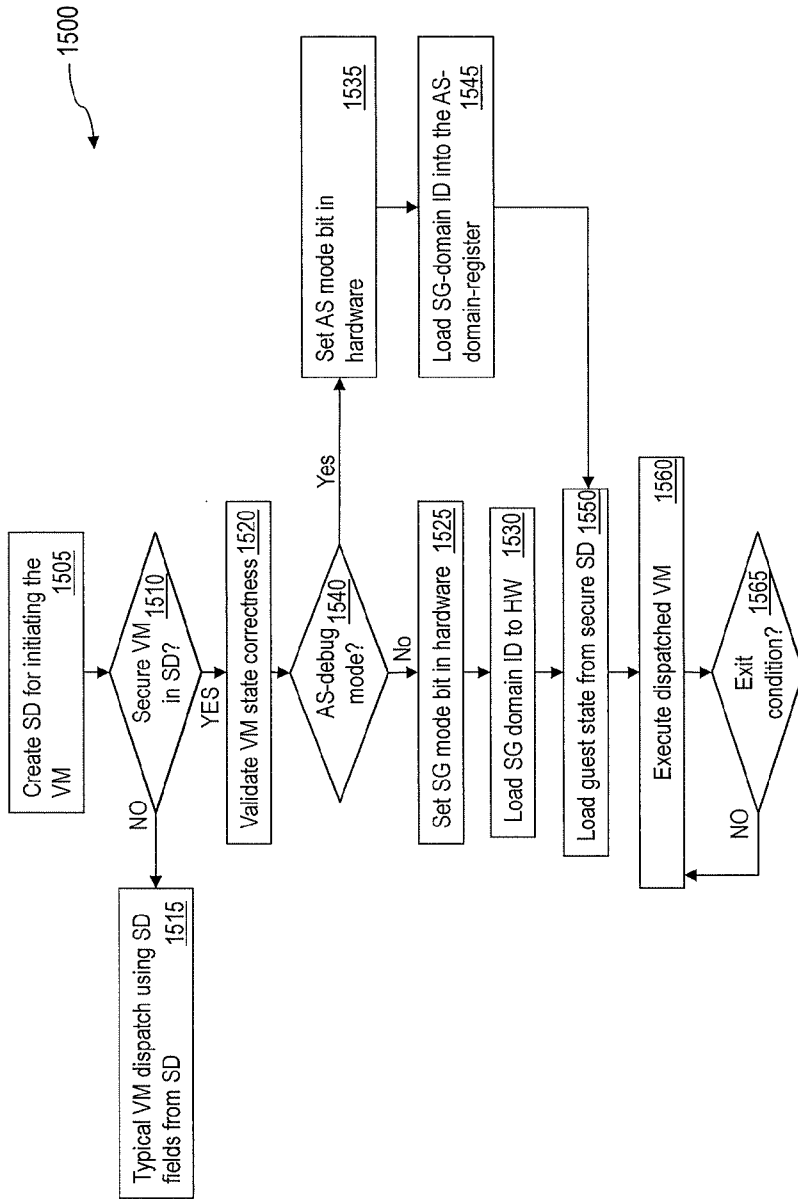 1500
Create SD for initiating the
VM 1505
Secure VM
in SD?
1510
NO
YES
Typical VM dispatch using SD
fields from SD 1515
Validate VM state correctness 1520
AS-debug
mode?
1540
Yes
No
Set AS mode bit in
hardware 1535
Load SG-domain ID into the AS-
domain-register 1545
Set SG mode bit in hardware 1525
Load SG domain ID to HW 1530
Load guest state from secure SD 1550
Execute dispatched VM 1560
Exit
condition?
1565
NO